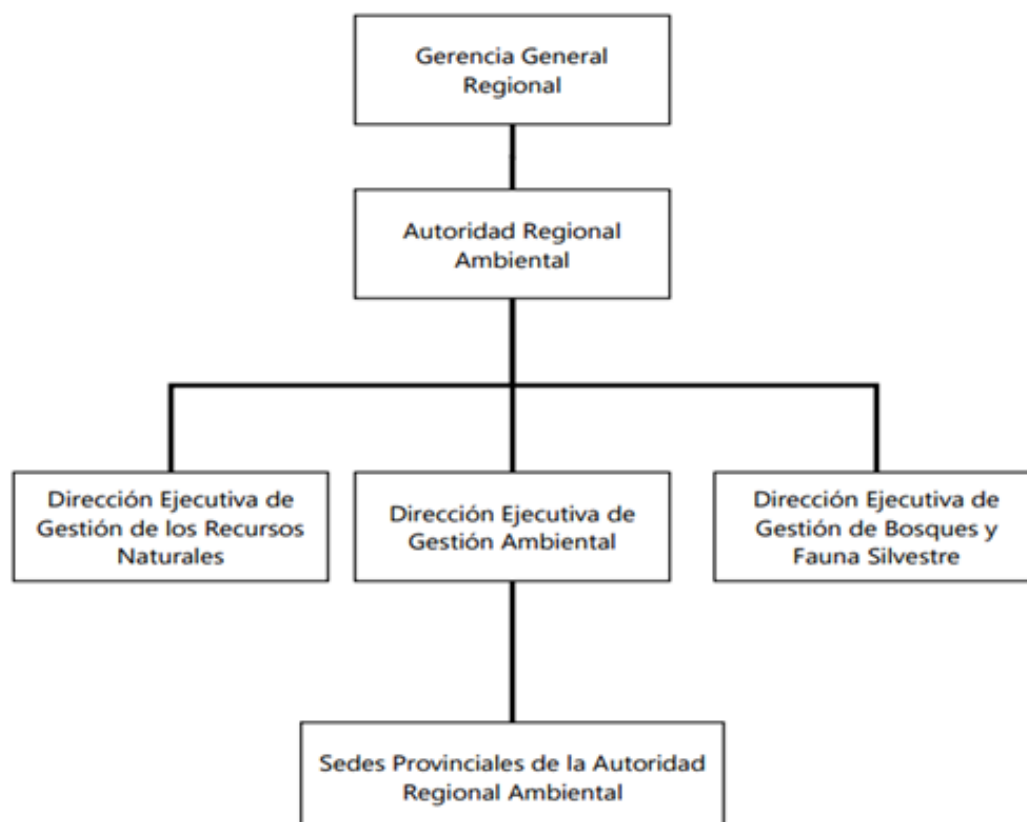 Gerencia General
Regional
Autoridad Regional
Ambiental
Dirección Ejecutiva de
Gestión de los Recursos
Naturales
Dirección Ejecutiva de
Gestión Ambiental
Dirección Ejecutiva de
Gestión de Bosques y
Fauna Silvestre
Sedes Provinciales de la Autoridad
Regional Ambiental